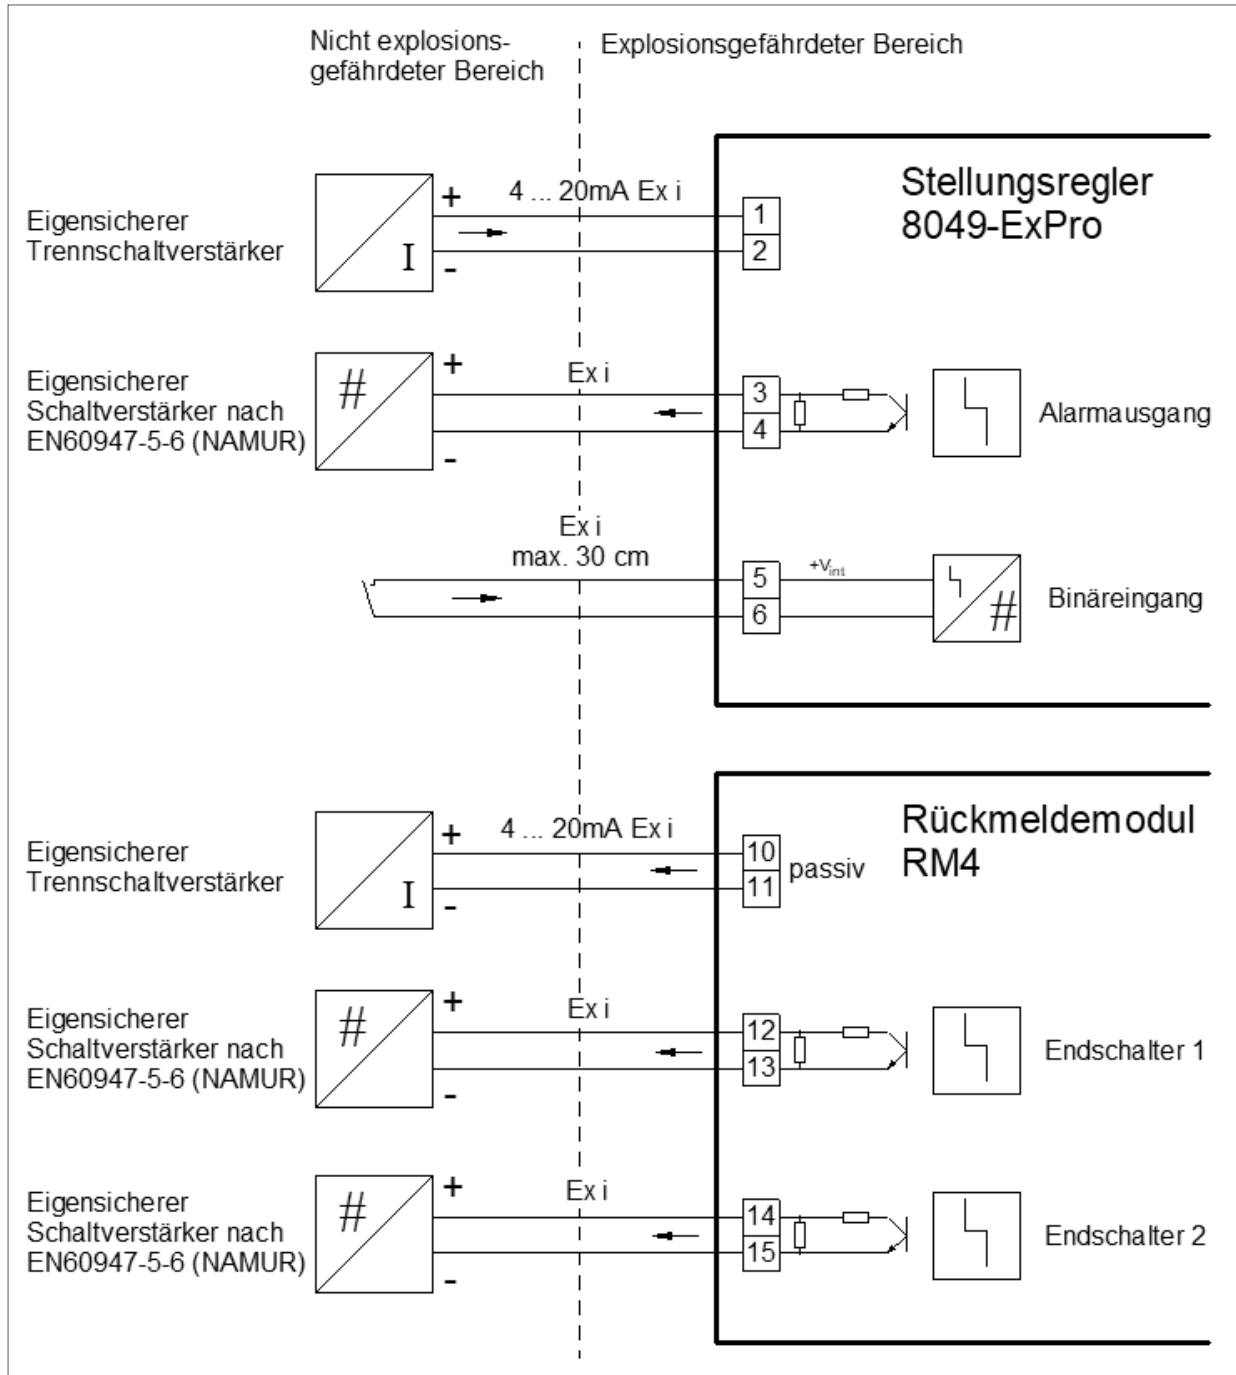 Nicht explosions-
gefährdeter Bereich
Explosionsgefährdeter Bereich
Stellungsregler
8049-ExPro
Eigensicherer
Trennschaltverstärker
I
+
-
4 ... 20mA Ex i
1
2
Eigensicherer
Schaltverstärker nach
EN60947-5-6 (NAMUR)
#
+
-
Ex i
3
4
Alarmausgang
Ex i
max. 30 cm
5
6
+Vint
#
Binäreingang
Rückmeldemodul
RM4
Eigensicherer
Trennschaltverstärker
I
+
-
4 ... 20mA Ex i
10
11
passiv
Eigensicherer
Schaltverstärker nach
EN60947-5-6 (NAMUR)
#
+
-
Ex i
12
13
Endschalter 1
Eigensicherer
Schaltverstärker nach
EN60947-5-6 (NAMUR)
#
+
-
Ex i
14
15
Endschalter 2